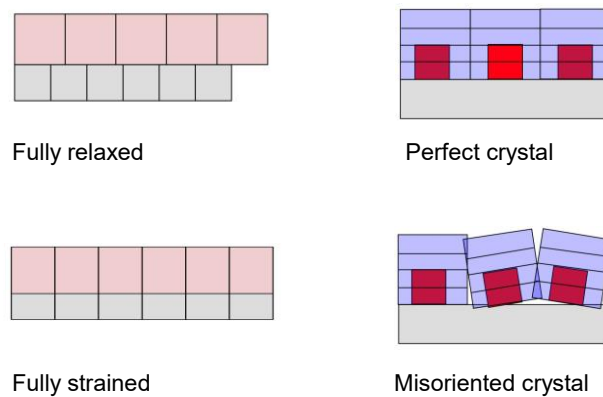 Fully relaxed
Perfect crystal
Fully strained
Misoriented crystal